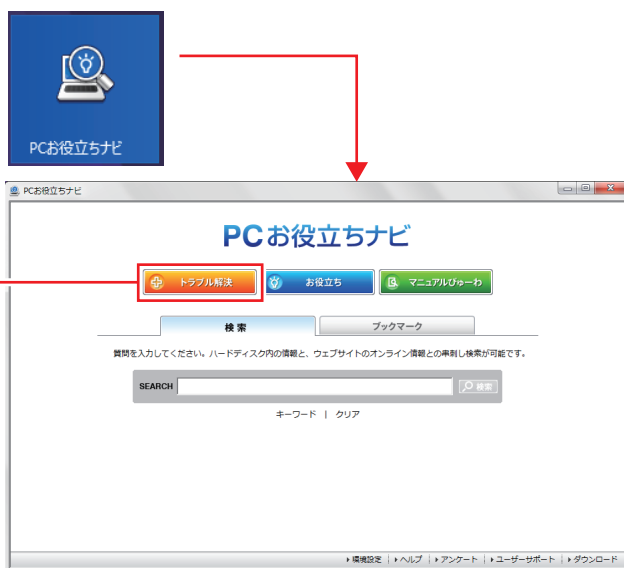 PCお役立ちナビ
PCお役立ちナビ
PCお役立ちナビ
トラブル解決 お役立ち マニュアルびゅーわ
検索 ブックマーク
質問を入力してください。ハードディスク内の情報と、ウェブサイトのオンライン情報との串刺し検索が可能です。
SEARCH 検索
キーワード | クリア
環境設定 | ヘルプ | アンケート | ユーザーサポート | ダウンロード